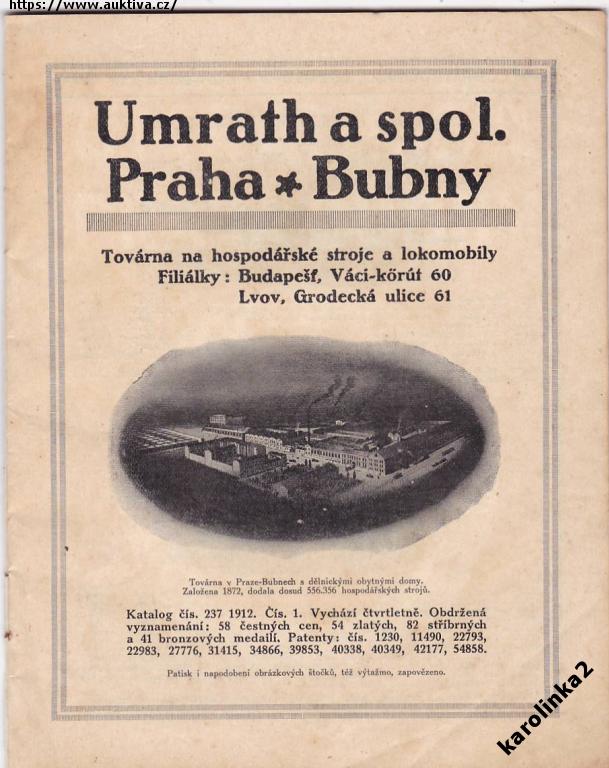 https://www.auktiva.cz/
Umrath a spol.
Praha * Bubny
Továrna na hospodářské stroje a lokomobily
Filiálky: Budapešť, Váci-körút 60
Lvov, Grodecká ulice 61
Továrna v Praze-Bubnech s dělnickými obytnými domy.
Založena 1872, dodala dosud 556.356 hospodářských strojů.
Katalog čís. 237 1912. Čís. 1. Vychází čtvrtletně. Obdržená
vyznamenání: 58 čestných cen, 54 zlatých, 82 stříbrných
a 41 bronzových medailí. Patenty: čís. 1230, 11490, 22793,
22983, 27776, 31415, 34866, 39853, 40338, 40349, 42177, 54858.
Patisk i napodobení obrázkových štočků, též výtažmo, zapovězeno.
karolinka2